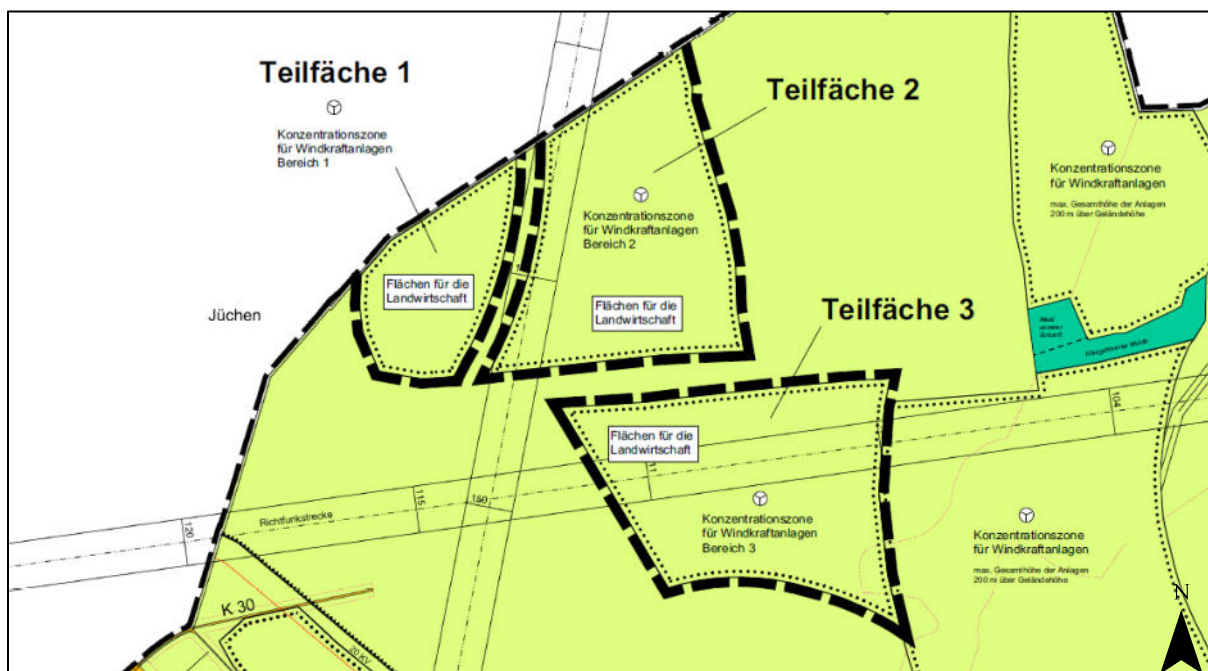 Teilfäche 1
Konzentrationszone
für Windkraftanlagen
Bereich 1
Teilfäche 2
Konzentrationszone
für Windkraftanlagen
Bereich 2
Konzentrationszone
für Windkraftanlagen
max. Gesamthöhe der Anlagen
200 m über Geländehöhe
Flächen für die
Landwirtschaft
Flächen für die
Landwirtschaft
Jüchen
Teilfäche 3
Flächen für die
Landwirtschaft
104
115
150
120
Richtfunkstrecke
Konzentrationszone
für Windkraftanlagen
Bereich 3
Konzentrationszone
für Windkraftanlagen
max. Gesamthöhe der Anlagen
200 m über Geländehöhe
K 30
20 KV
N